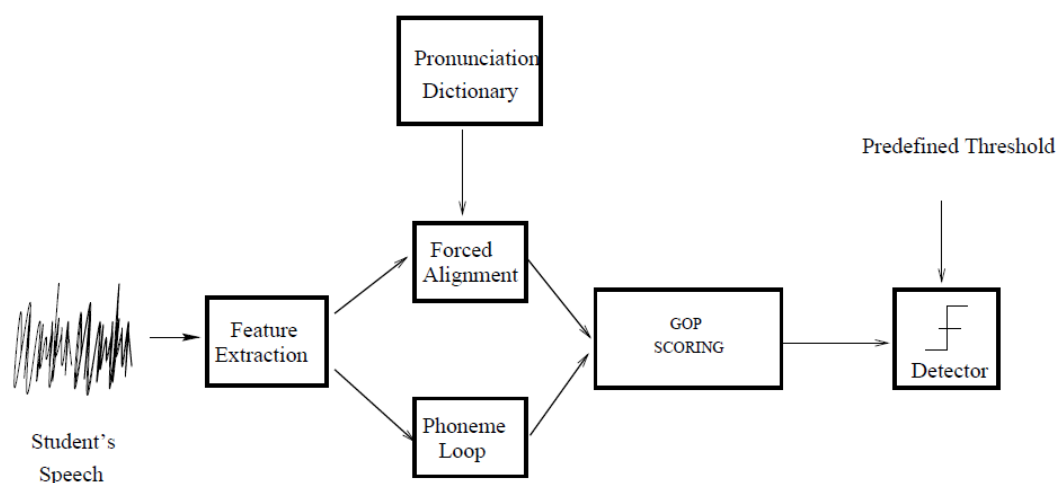 Pronunciation
Dictionary
Predefined Threshold
Forced
Alignment
Feature
Extraction
GOP
SCORING
Detector
Phoneme
Loop
Student's
Speech